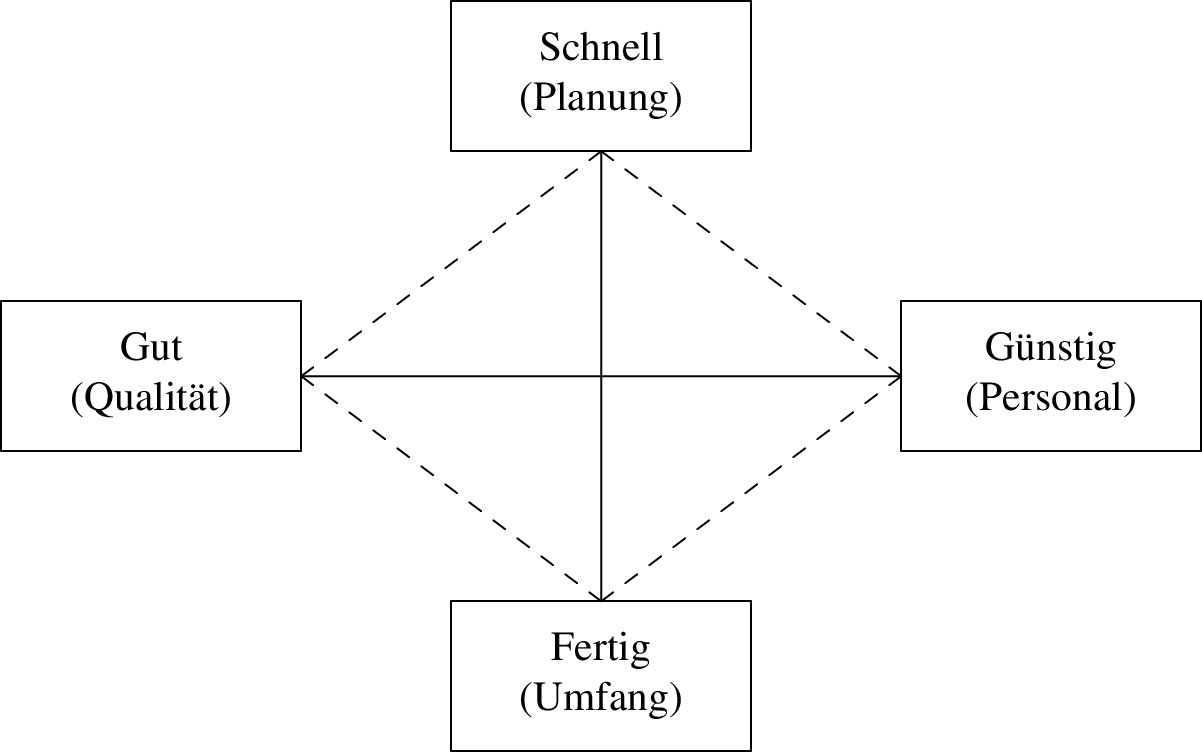 Schnell
(Planung)
Gut
(Qualität)
Günstig
(Personal)
Fertig
(Umfang)